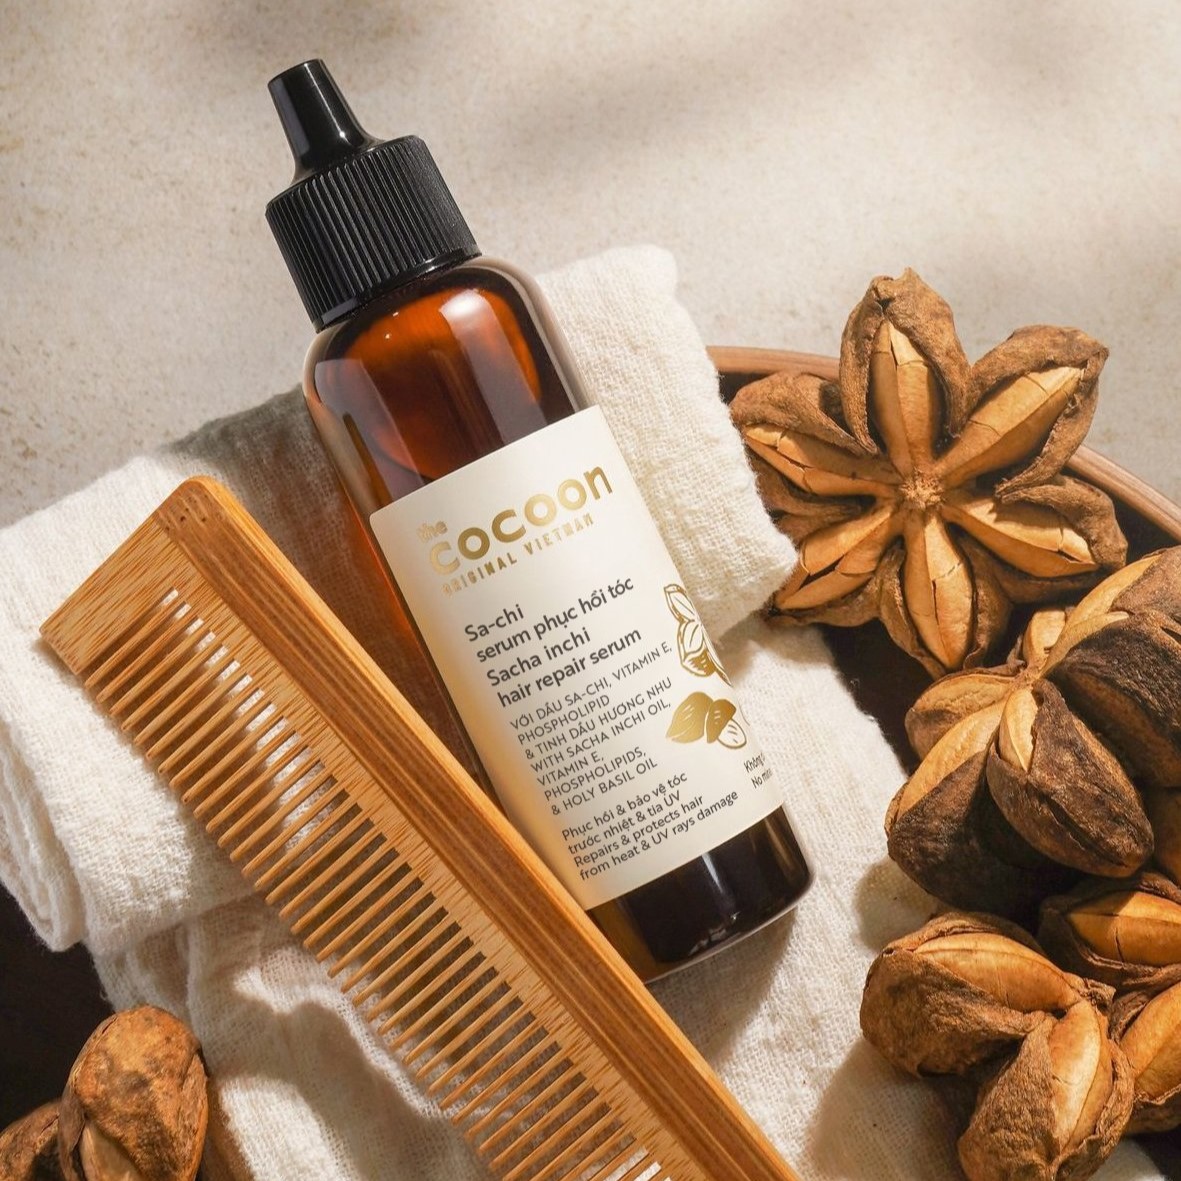 the
cocoon
ORIGINAL VIETNAM
Sa-chi
serum phục hồi tóc
Sacha inchi
hair repair serum
VỚI DẦU SA-CHI, VITAMIN E,
PHOSPHOLIPID
& TINH DẦU HƯƠNG NHU
WITH SACHA INCHI OIL,
VITAMIN E,
PHOSPHOLIPIDS,
& HOLY BASIL OIL
Phục hồi & bảo vệ tóc
trước nhiệt & tia UV
Repairs & protects hair
from heat & UV rays damage
Không
No